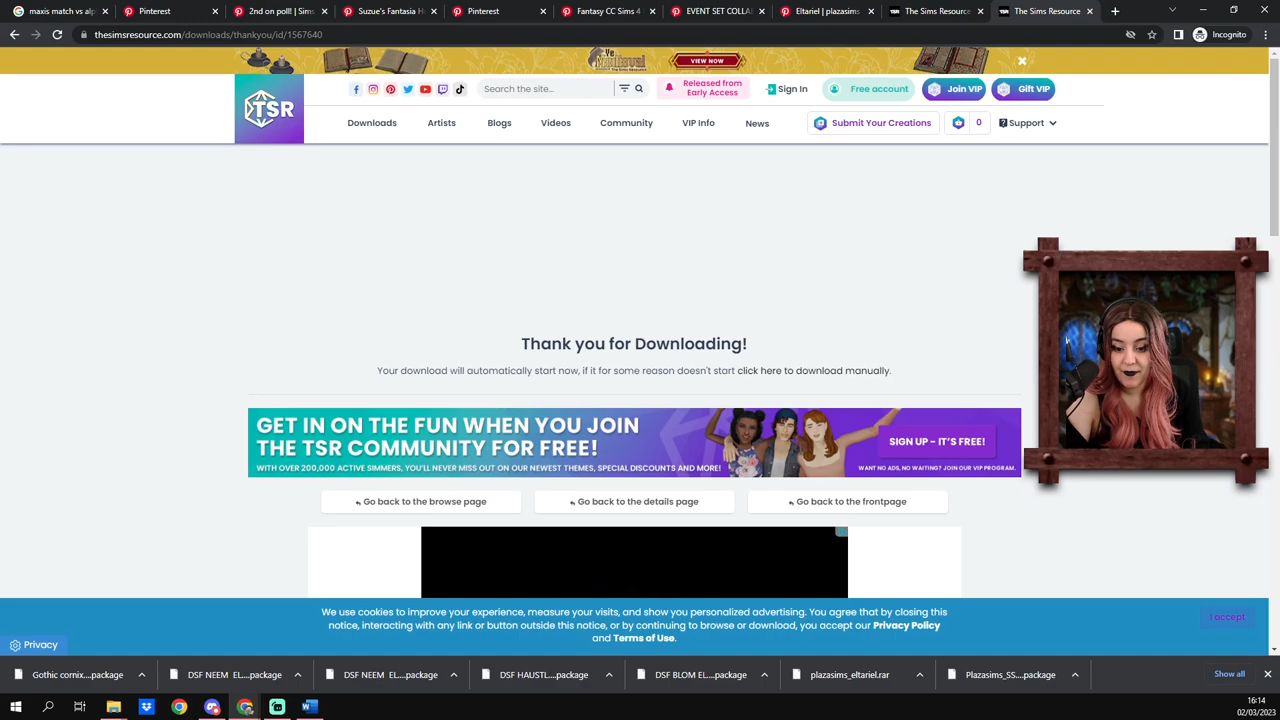 maxis match vs alp
Pinterest
2nd on poll! | Sims
Suzue's Fantasia H
Pinterest
Fantasy CC Sims 4
EVENT SET COLLA
Eltariel | plazasims
The Sims Resource
The Sims Resource
thesimsresource.com/downloads/thankyou/id/1567640
Incognito
Ye Medieval
VIEW NOW
TSR
Search the site...
Released from
Early Access
Sign In
Free account
Join VIP
Gift VIP
Downloads
Artists
Blogs
Videos
Community
VIP Info
News
Submit Your Creations
0
Support
Thank you for Downloading!
Your download will automatically start now, if it for some reason doesn't start click here to download manually.
GET IN ON THE FUN WHEN YOU JOIN
THE TSR COMMUNITY FOR FREE!
WITH OVER 200,000 ACTIVE SIMMERS, YOU'LL NEVER MISS OUT ON OUR NEWEST THEMES, SPECIAL DISCOUNTS AND MORE!
SIGN UP - IT'S FREE!
WANT NO ADS, NO WAITING? JOIN OUR VIP PROGRAM.
Go back to the browse page
Go back to the details page
Go back to the frontpage
We use cookies to improve your experience, measure your visits, and show you personalized advertising. You agree that by closing this
notice, interacting with any link or button outside this notice, or by continuing to browse or download, you accept our Privacy Policy
and Terms of Use.
I accept
Privacy
Gothic cornix....package
DSF NEEM EL....package
DSF NEEM EL....package
DSF HAUSTL....package
DSF BLOM EL....package
plazasims_eltariel.rar
Plazasims_SS....package
Show all
16:14
02/03/2023